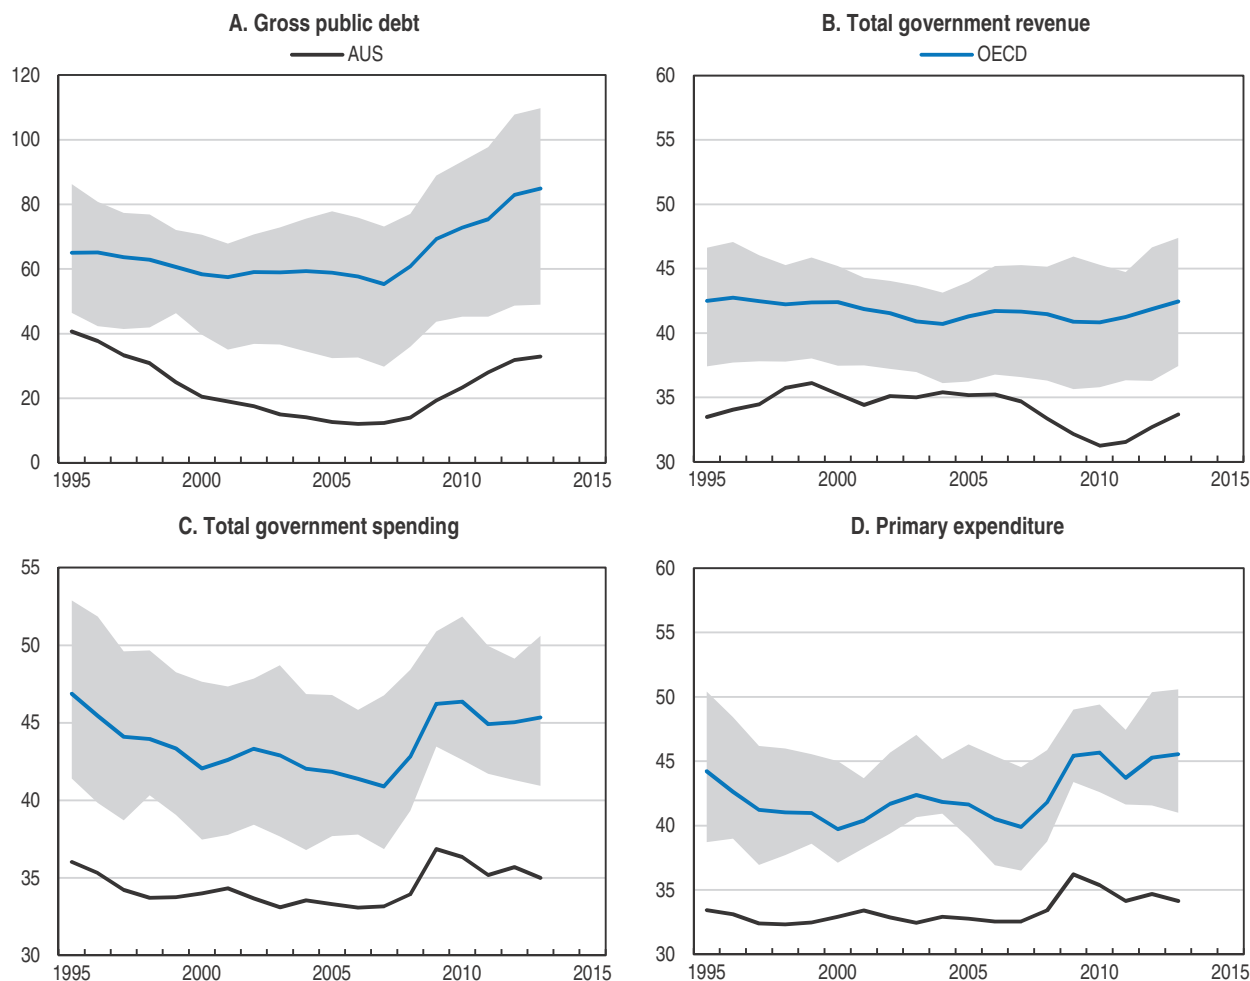 A. Gross public debt
B. Total government revenue
AUS
OECD
120
100
80
60
40
20
0
1995 2000 2005 2010 2015
60
55
50
45
40
35
30
1995 2000 2005 2010 2015
C. Total government spending
D. Primary expenditure
55
50
45
40
35
30
1995 2000 2005 2010 2015
60
55
50
45
40
35
30
1995 2000 2005 2010 2015